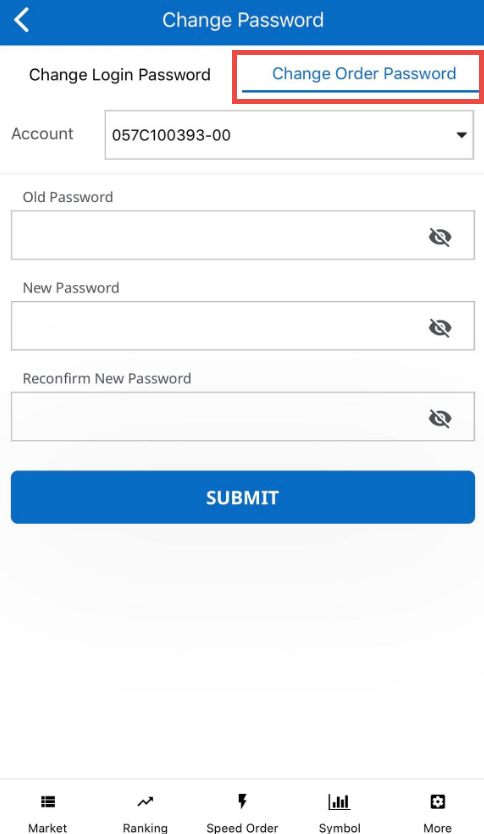 Change Password
Change Login Password Change Order Password
Account 057C100393-00
Old Password
New Password
Reconfirm New Password
SUBMIT
Market Ranking Speed Order Symbol More